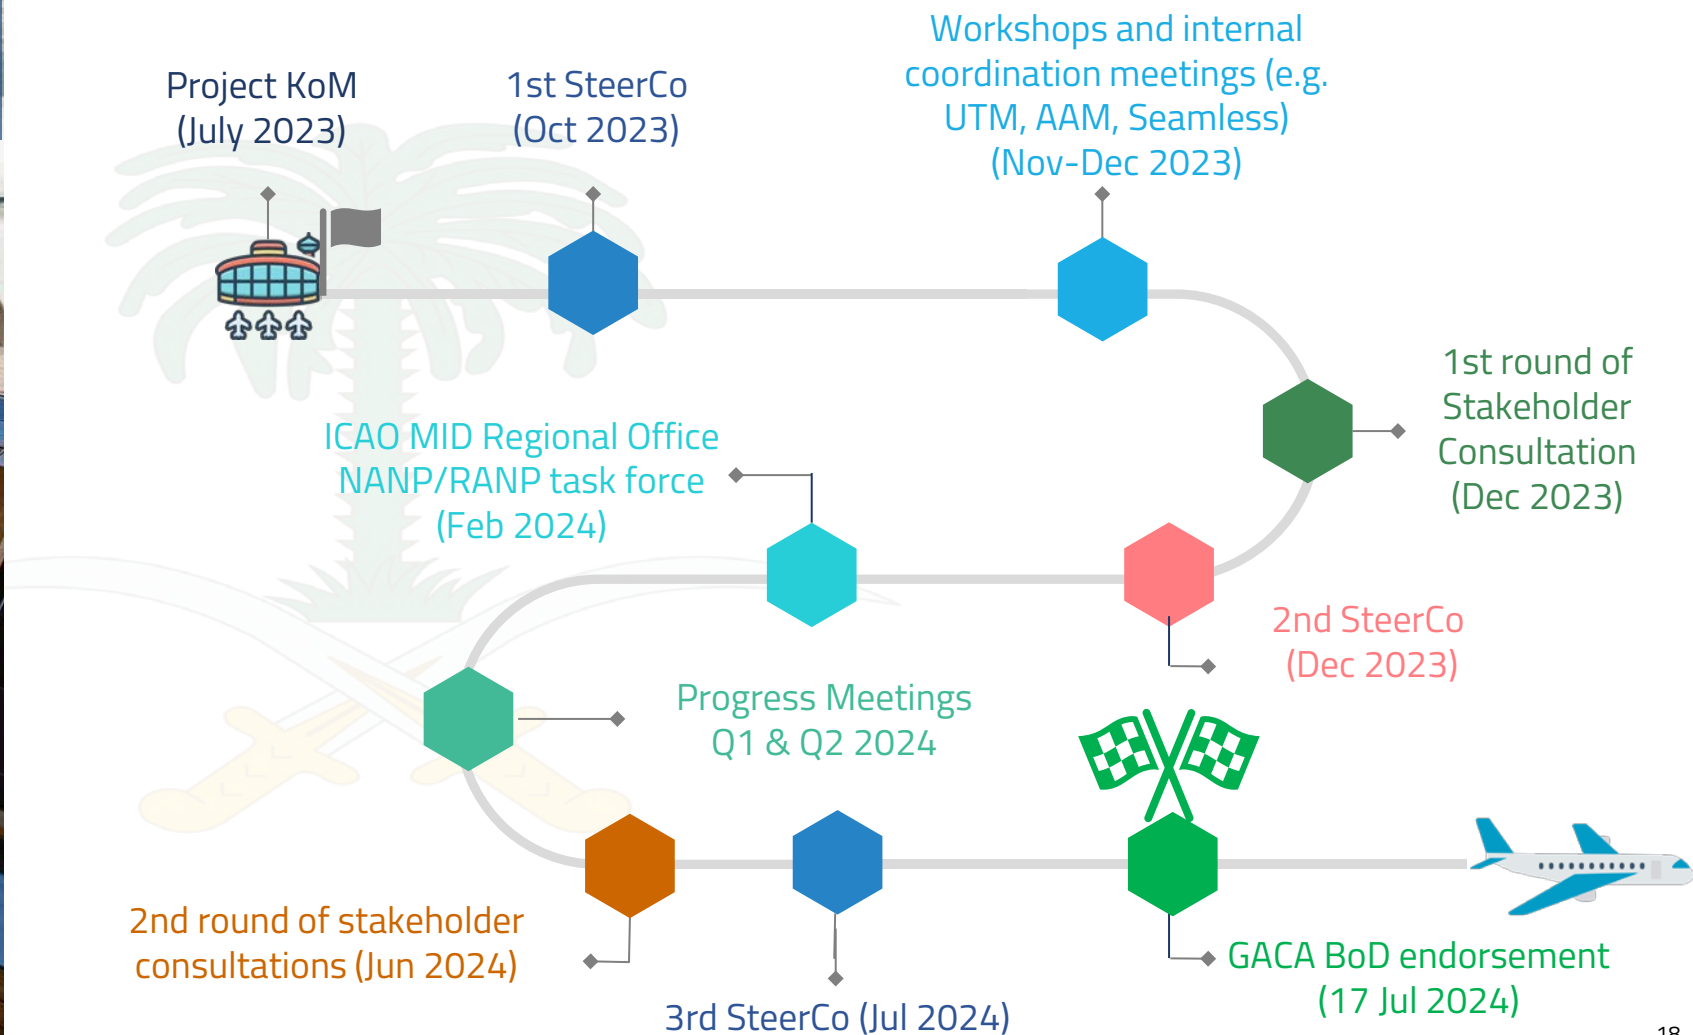 Project KoM
(July 2023)
1st SteerCo
(Oct 2023)
Workshops and internal
coordination meetings (e.g.
UTM, AAM, Seamless)
(Nov-Dec 2023)
1st round of
Stakeholder
Consultation
(Dec 2023)
2nd SteerCo
(Dec 2023)
ICAO MID Regional Office
NANP/RANP task force
(Feb 2024)
Progress Meetings
Q1 & Q2 2024
2nd round of stakeholder
consultations (Jun 2024)
3rd SteerCo (Jul 2024)
GACA BoD endorsement
(17 Jul 2024)
18